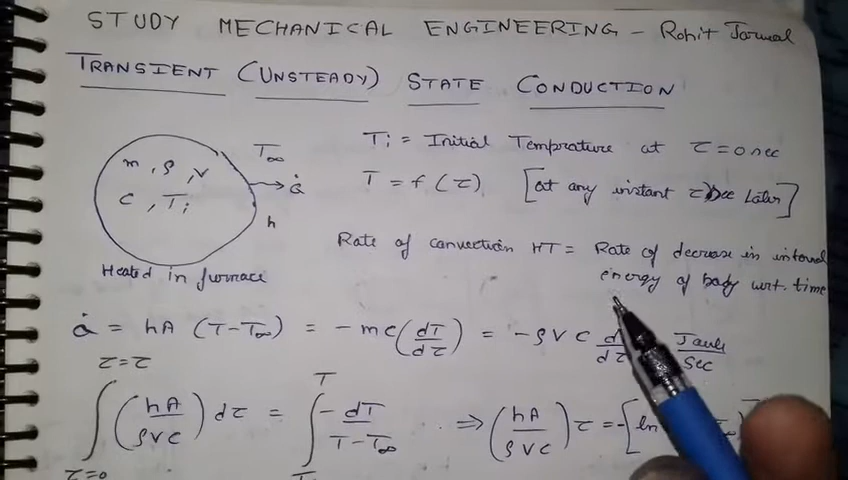 STUDY MECHANICAL ENGINEERING - Rohit Jarwal
TRANSIENT (UNSTEADY) STATE CONDUCTION
m, ρ, V
C, Ti
T∞
Q̇
h
Heated in furnace
Ti = Initial Temprature at τ = 0 sec
T = f(τ) [at any instant τ sec Later]
Rate of convection HT = Rate of decrease in internal
energy of body wrt. time
Q̇ = hA (T-T∞) = -mc(dT/dτ) = -ρVC d/dτ Joule/Sec
τ=τ T
∫ (hA/ρVC) dτ = ∫ -dT/T-T∞ ⇒ (hA/ρVC) τ = -[ln
τ=0